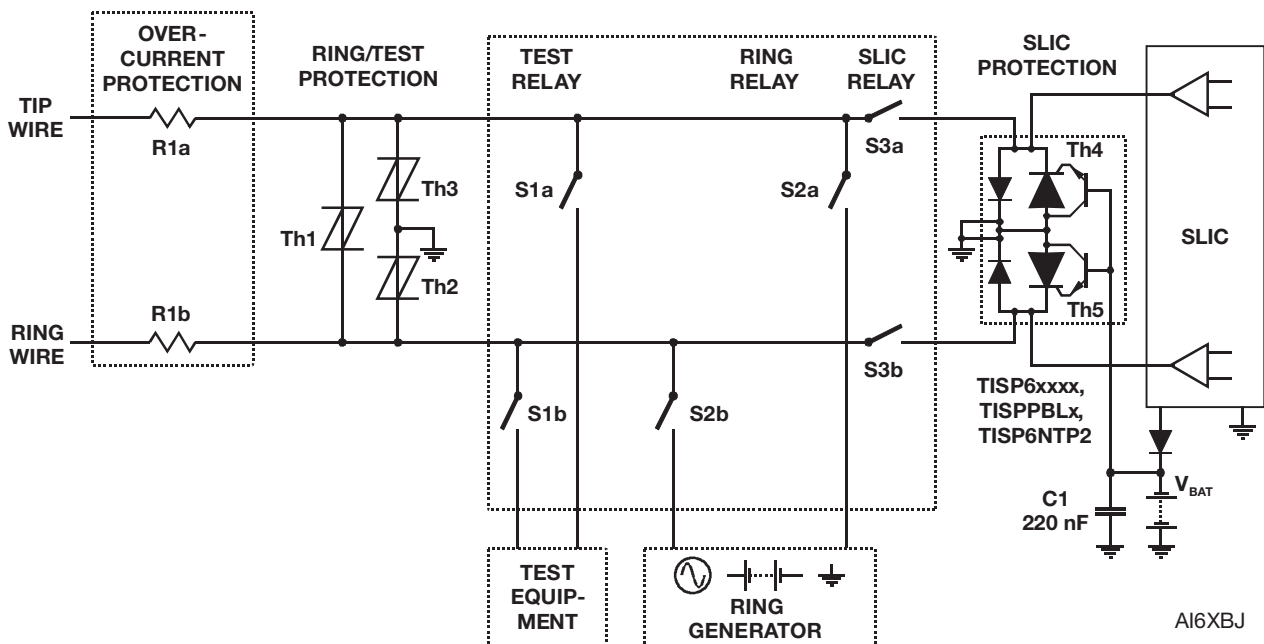 OVER-
CURRENT
PROTECTION
RING/TEST
PROTECTION
TEST
RELAY
RING
RELAY
SLIC
RELAY
SLIC
PROTECTION
TIP
WIRE
R1a
S3a
Th4
Th3
S1a
S2a
Th1
SLIC
Th2
R1b
Th5
RING
WIRE
S3b
TISP6xxxx,
TISPPBLx,
TISP6NTP2
S1b
S2b
C1
220 nF
VBAT
TEST
EQUIP-
MENT
RING
GENERATOR
AI6XBJ